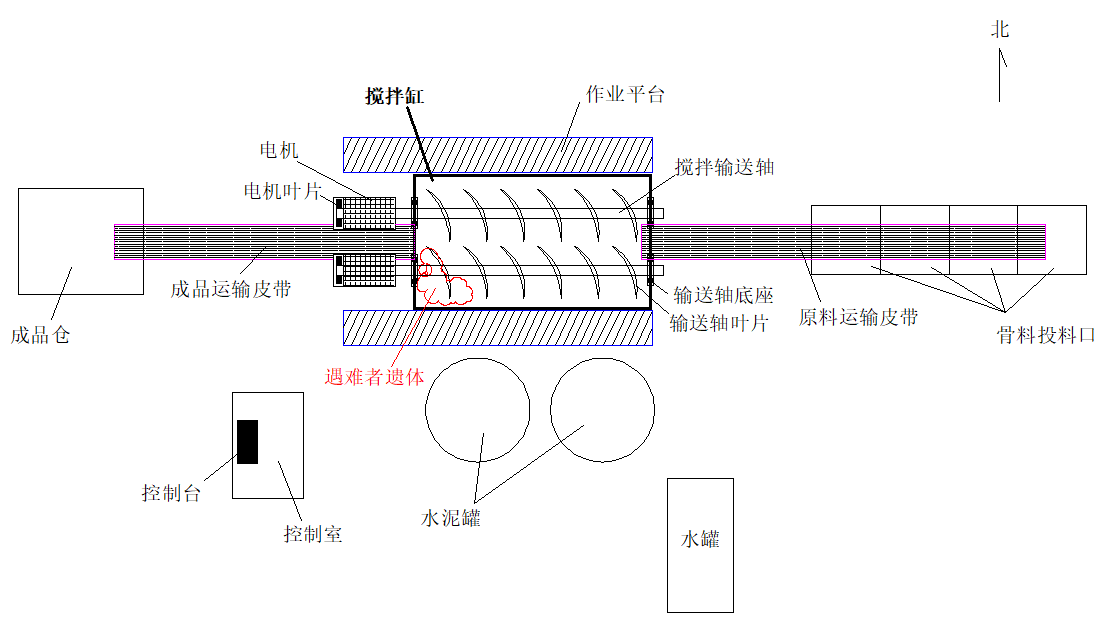 北
搅拌缸
作业平台
电机
搅拌输送轴
电机叶片
成品运输皮带
输送轴底座
原料运输皮带
输送轴叶片
成品仓
骨料投料口
遇难者遗体
控制台
水泥罐
控制室
水罐